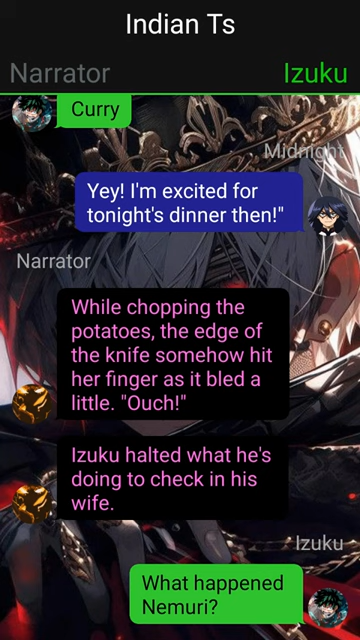 Indian Ts
Narrator
Izuku
Curry
Midnight
Yey! I'm excited for
tonight's dinner then!"
Narrator
While chopping the
potatoes, the edge of
the knife somehow hit
her finger as it bled a
little. "Ouch!"
Izuku halted what he's
doing to check in his
wife.
Izuku
What happened
Nemuri?